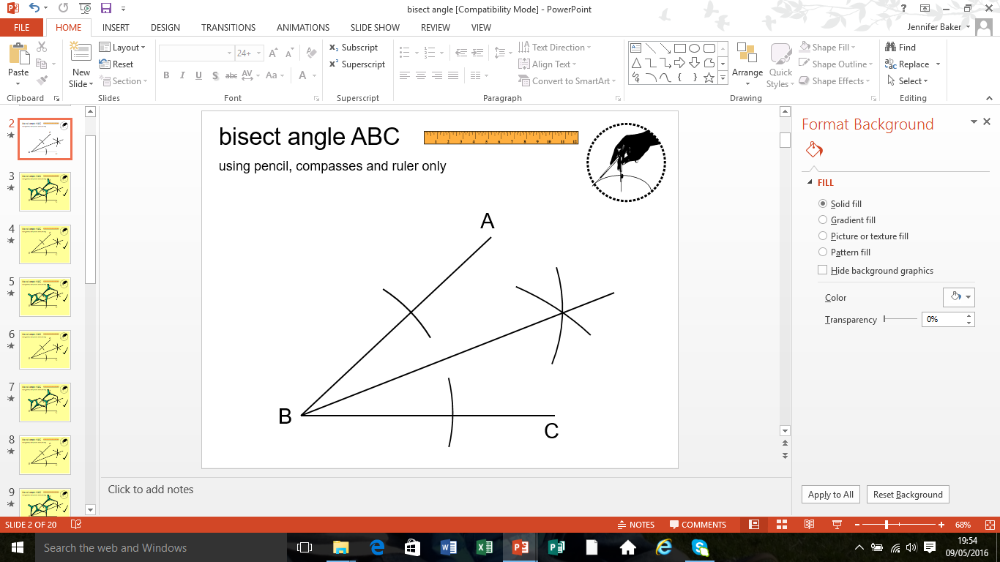 bisect angle [Compatibility Mode] - PowerPoint
?
FILE HOME INSERT DESIGN TRANSITIONS ANIMATIONS SLIDE SHOW REVIEW VIEW
Jennifer Baker
Paste
Clipboard
New
Slide
Layout
Reset
Section
Slides
24+
B I U S abc AV Aa A
Font
x₂ Subscript
x² Superscript
Superscript
Text Direction
Align Text
Convert to SmartArt
Paragraph
Arrange
Quick
Styles
Shape Fill
Shape Outline
Shape Effects
Drawing
Find
Replace
Select
Editing
2
3
4
5
6
7
8
9
bisect angle ABC
1 2 3 4 5 6 7 8 9 10 11 12
using pencil, compasses and ruler only
A
B
C
Click to add notes
Format Background
FILL
Solid fill
Gradient fill
Picture or texture fill
Pattern fill
Hide background graphics
Color
Transparency 0%
Apply to All Reset Background
SLIDE 2 OF 20
NOTES COMMENTS
68%
Search the web and Windows
19:54
09/05/2016